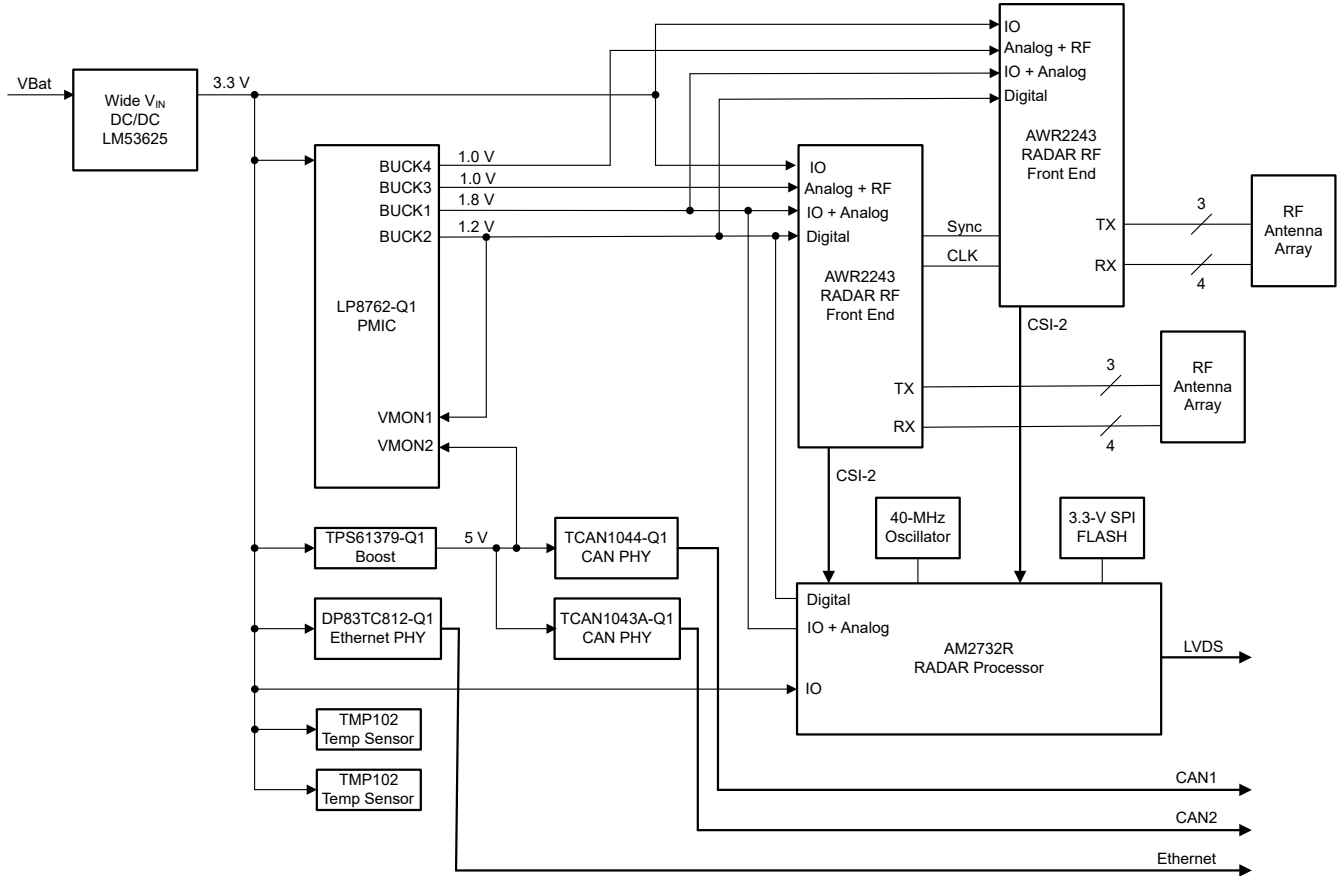 VBat
Wide VIN
DC/DC
LM53625
3.3 V
BUCK4
1.0 V
BUCK3
1.0 V
BUCK1
1.8 V
BUCK2
1.2 V
LP8762-Q1
PMIC
VMON1
VMON2
IO
Analog + RF
IO + Analog
Digital
AWR2243
RADAR RF
Front End
TX
RX
3
4
RF
Antenna
Array
IO
Analog + RF
IO + Analog
Digital
AWR2243
RADAR RF
Front End
Sync
CLK
TX
RX
3
4
RF
Antenna
Array
CSI-2
CSI-2
40-MHz
Oscillator
3.3-V SPI
FLASH
TPS61379-Q1
Boost
5 V
TCAN1044-Q1
CAN PHY
DP83TC812-Q1
Ethernet PHY
TCAN1043A-Q1
CAN PHY
Digital
IO + Analog
IO
AM2732R
RADAR Processor
LVDS
TMP102
Temp Sensor
TMP102
Temp Sensor
CAN1
CAN2
Ethernet